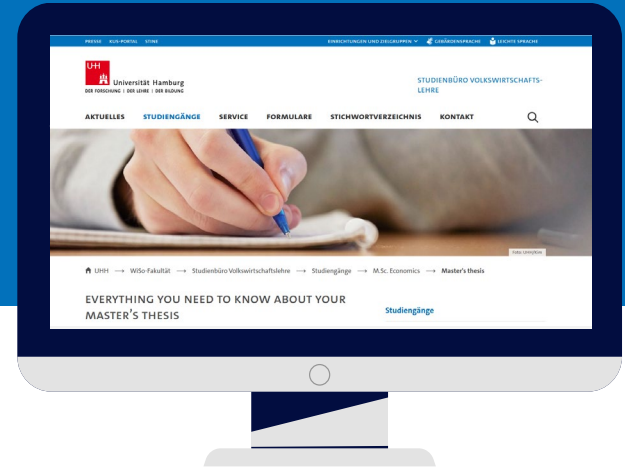 PRESSE KUS-PORTAL STINE EINRICHTUNGEN UND ZIELGRUPPEN GEBÄRDENSPRACHE LEICHTE SPRACHE
UH
Universität Hamburg
DER FORSCHUNG | DER LEHRE | DER BILDUNG
STUDIENBÜRO VOLKSWIRTSCHAFTS-
LEHRE
AKTUELLES STUDIENGÄNGE SERVICE FORMULARE STICHWORTVERZEICHNIS KONTAKT
UHH → WiSo-Fakultät → Studienbüro Volkswirtschaftslehre → Studiengänge → M.Sc. Economics → Master's thesis
EVERYTHING YOU NEED TO KNOW ABOUT YOUR
MASTER'S THESIS
Studiengänge